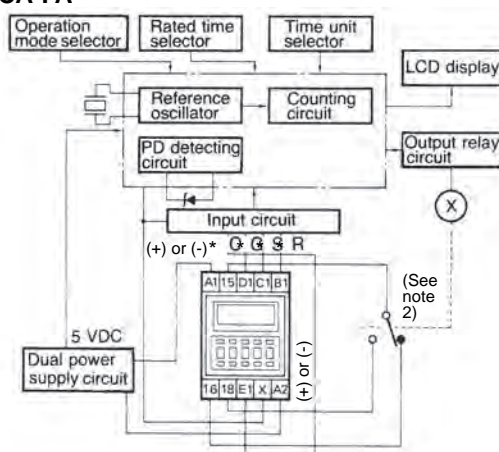 Operation
mode selector
Rated time
selector
Time unit
selector
LCD display
Reference
oscillator
Counting
circuit
Output relay
circuit
PD detecting
circuit
X
Input circuit
(+) or (-)*
R
A1 15 D1 C1 B1
(See
note
2)
5 VDC
Dual power
supply circuit
(+) or (-)
16 18 E1 X A2